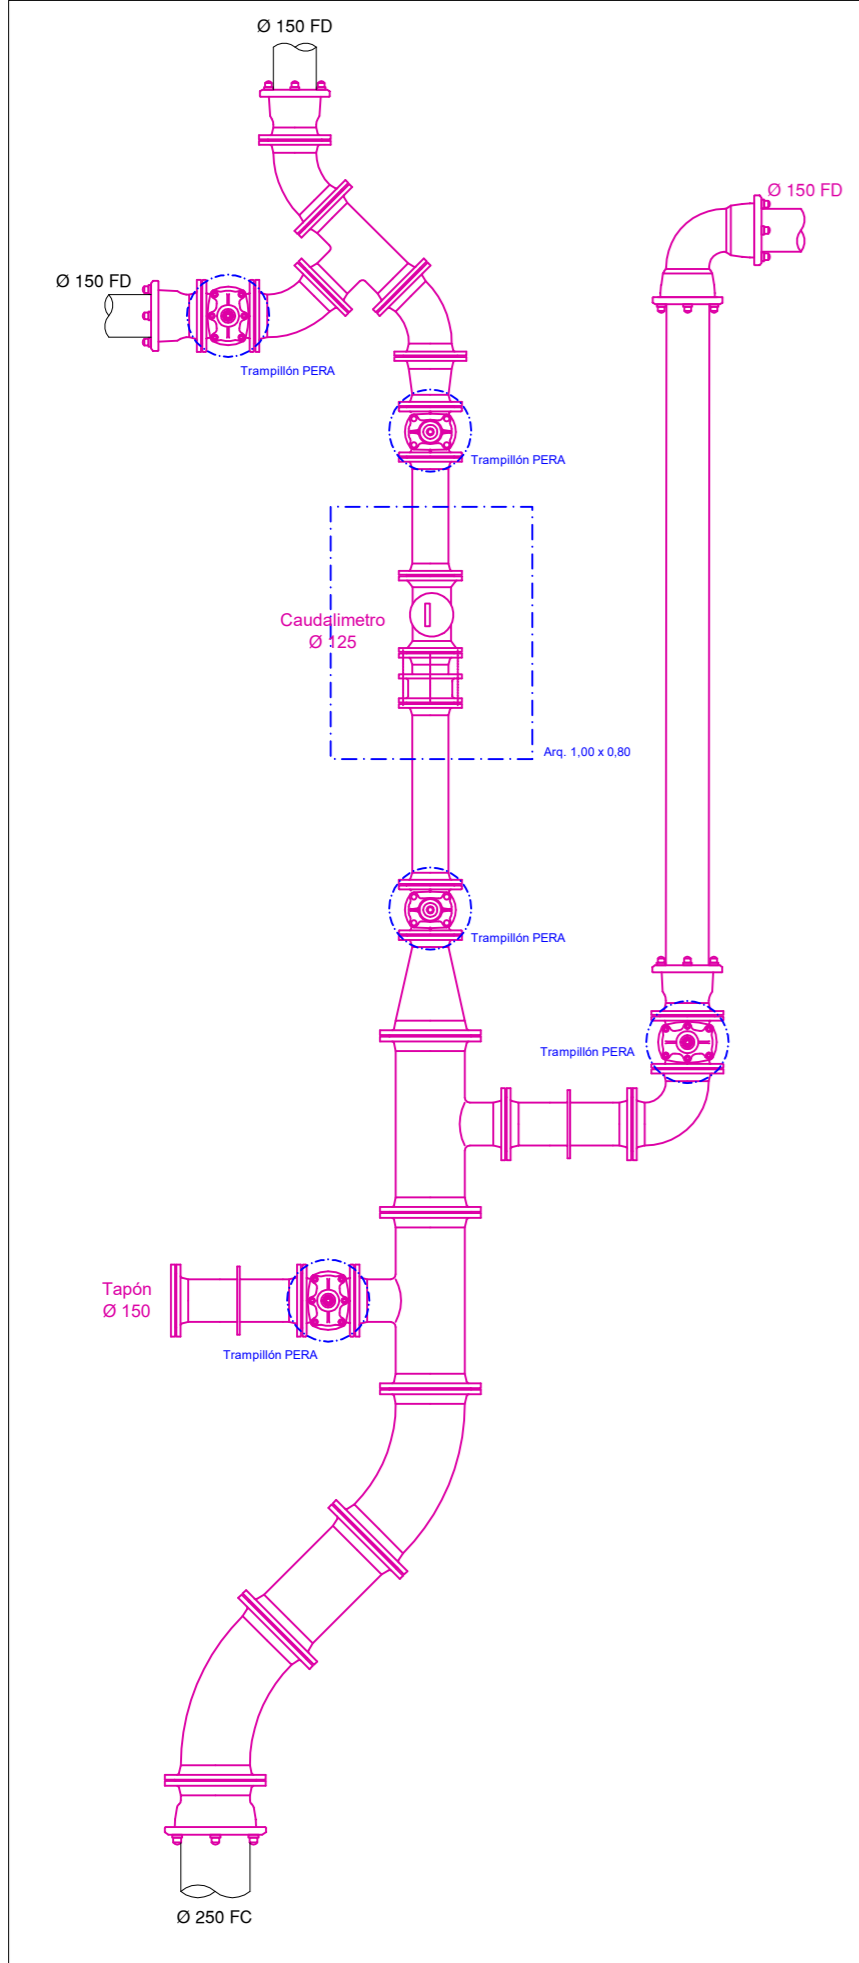 Ø 150 FD
Ø 150 FD
Ø 150 FD
Trampillón PERA
Trampillón PERA
Caudalimetro
Ø 125
Arq. 1,00 x 0,80
Trampillón PERA
Trampillón PERA
Tapón
Ø 150
Trampillón PERA
Ø 250 FC